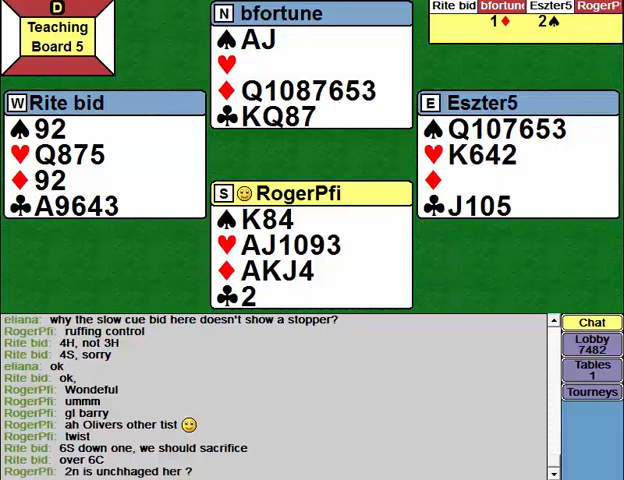 D
Teaching
Board 5
N bfortune
♠AJ
♥
♦Q1087653
♣KQ87
Rite bid bfortune Eszter5 RogerPfi
1♦ 2♠
W Rite bid
♠92
♥Q875
♦92
♣A9643
E Eszter5
♠Q107653
♥K642
♦
♣J105
S RogerPfi
♠K84
♥AJ1093
♦AKJ4
♣2
eliana: why the slow cue bid here doesn't show a stopper?
RogerPfi: ruffing control
Rite bid: 4H, not 3H
Rite bid: 4S, sorry
eliana: ok
Rite bid: ok,
RogerPfi: Wondeful
RogerPfi: ummm
RogerPfi: gl barry
RogerPfi: ah Olivers other tist
RogerPfi: twist
Rite bid: 6S down one, we should sacrifice
Rite bid: over 6C
RogerPfi: 2n is unchhaged her ?
Chat
Lobby
7482
Tables
1
Tourneys